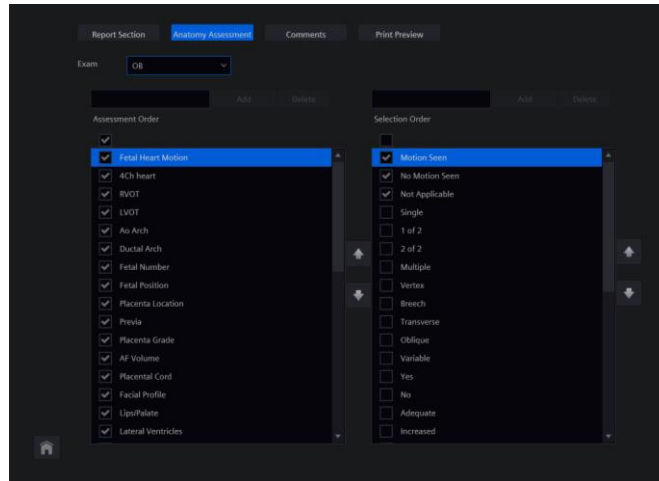 Report Section Anatomy Assessment Comments Print Preview
Exam OB
Add Delete Add Delete
Assessment Order Selection Order
Fetal Heart Motion Motion Seen
4Ch heart No Motion Seen
RVOT Not Applicable
LVOT Single
Ao Arch 1 of 2
Ductal Arch 2 of 2
Fetal Number Multiple
Fetal Position Vertex
Placenta Location Breech
Previa Transverse
Placenta Grade Oblique
AF Volume Variable
Placental Cord Yes
Facial Profile No
Lips/Palate Adequate
Lateral Ventricles Increased